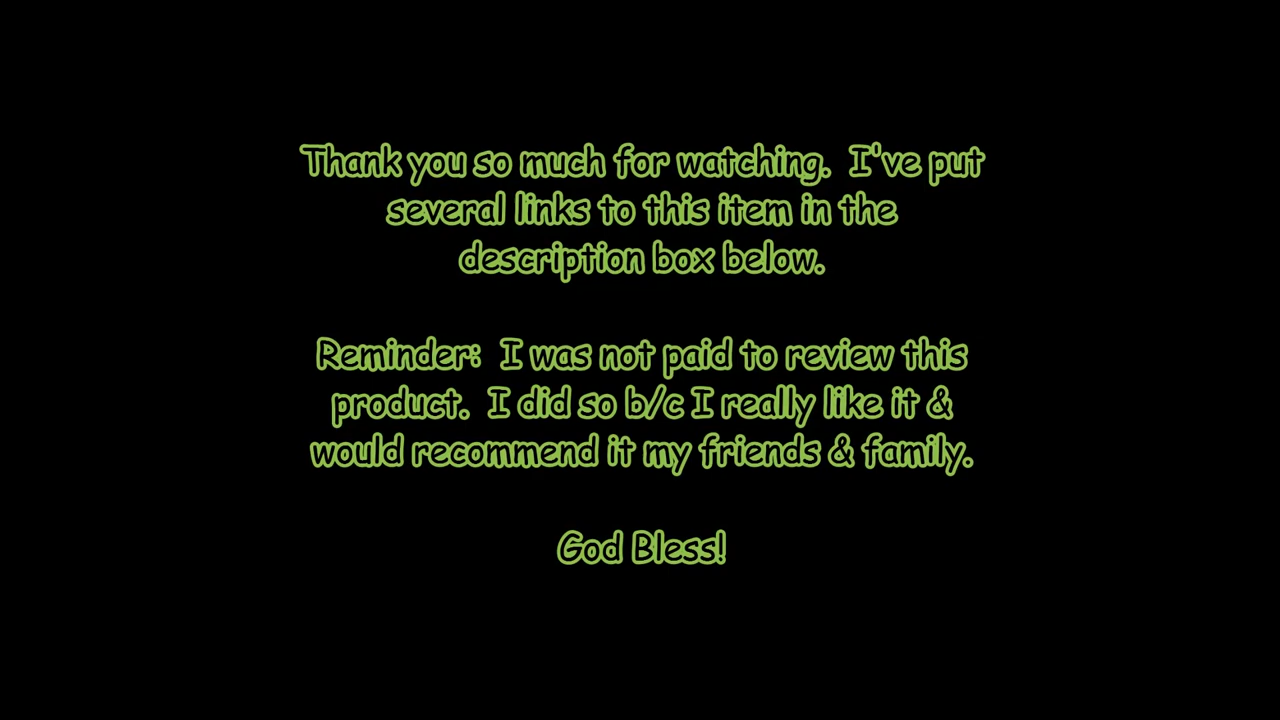 Thank you so much for watching.  I've put
several links to this item in the
description box below.
Reminder:  I was not paid to review this
product.  I did so b/c I really like it &
would recommend it my friends & family.
God Bless!